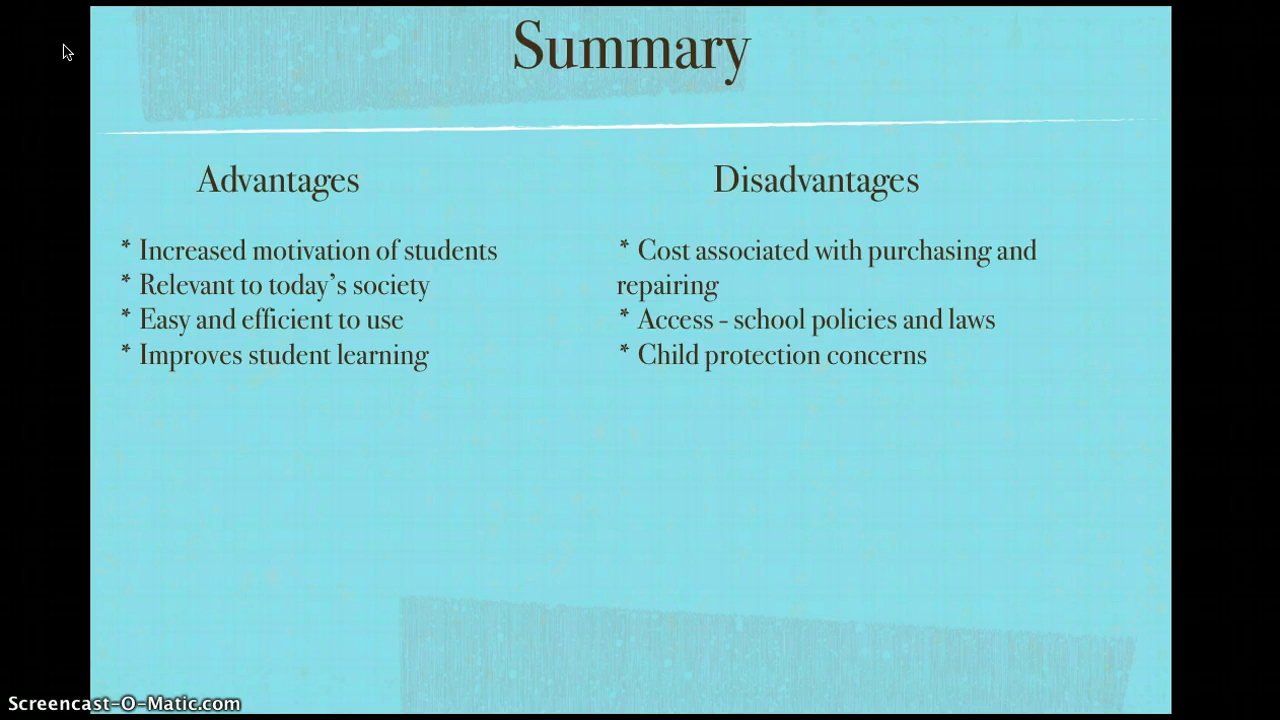 Summary
Advantages
* Increased motivation of students
* Relevant to today's society
* Easy and efficient to use
* Improves student learning
Disadvantages
* Cost associated with purchasing and
repairing
* Access - school policies and laws
* Child protection concerns
Screencast-O-Matic.com